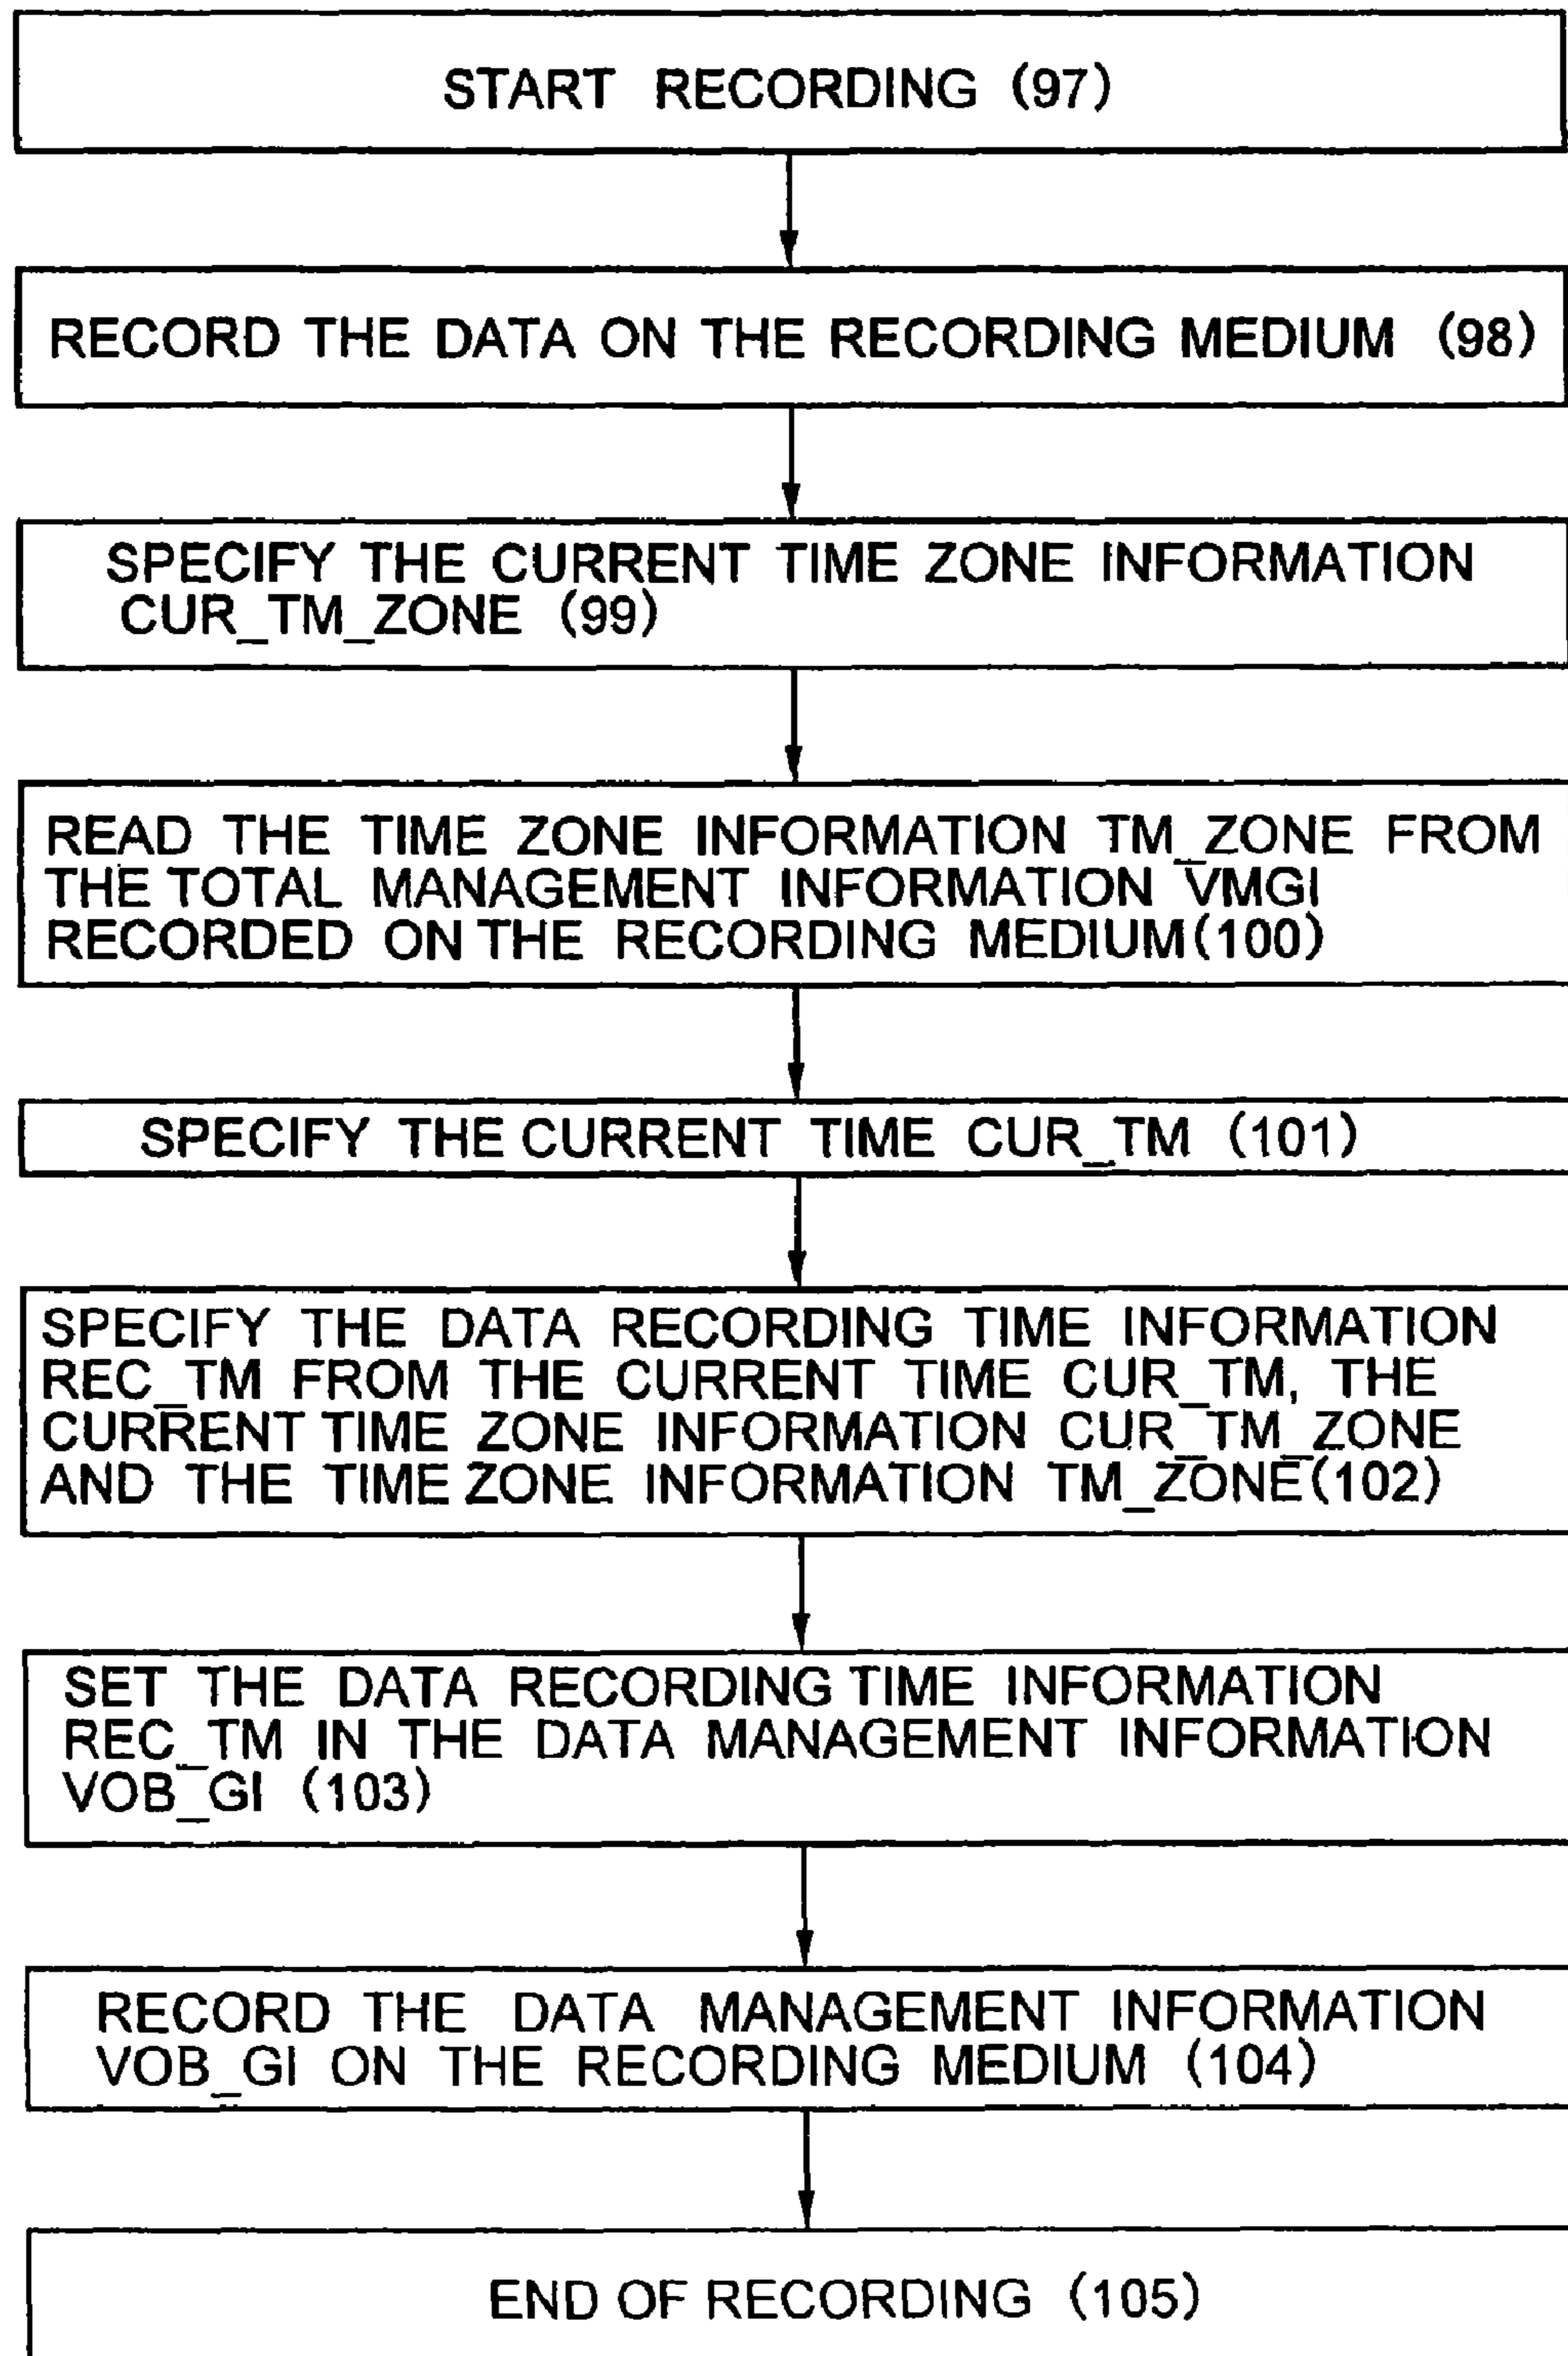 START RECORDING (97)
RECORD THE DATA ON THE RECORDING MEDIUM (98)
SPECIFY THE CURRENT TIME ZONE INFORMATION
CUR_TM_ZONE (99)
READ THE TIME ZONE INFORMATION TM_ZONE FROM
THE TOTAL MANAGEMENT INFORMATION VMGI
RECORDED ON THE RECORDING MEDIUM(100)
SPECIFY THE CURRENT TIME CUR_TM (101)
SPECIFY THE DATA RECORDING TIME INFORMATION
REC_TM FROM THE CURRENT TIME CUR_TM, THE
CURRENT TIME ZONE INFORMATION CUR_TM_ZONE
AND THE TIME ZONE INFORMATION TM_ZONE(102)
SET THE DATA RECORDING TIME INFORMATION
REC_TM IN THE DATA MANAGEMENT INFORMATION
VOB_GI (103)
RECORD THE DATA MANAGEMENT INFORMATION
VOB_GI ON THE RECORDING MEDIUM (104)
END OF RECORDING (105)